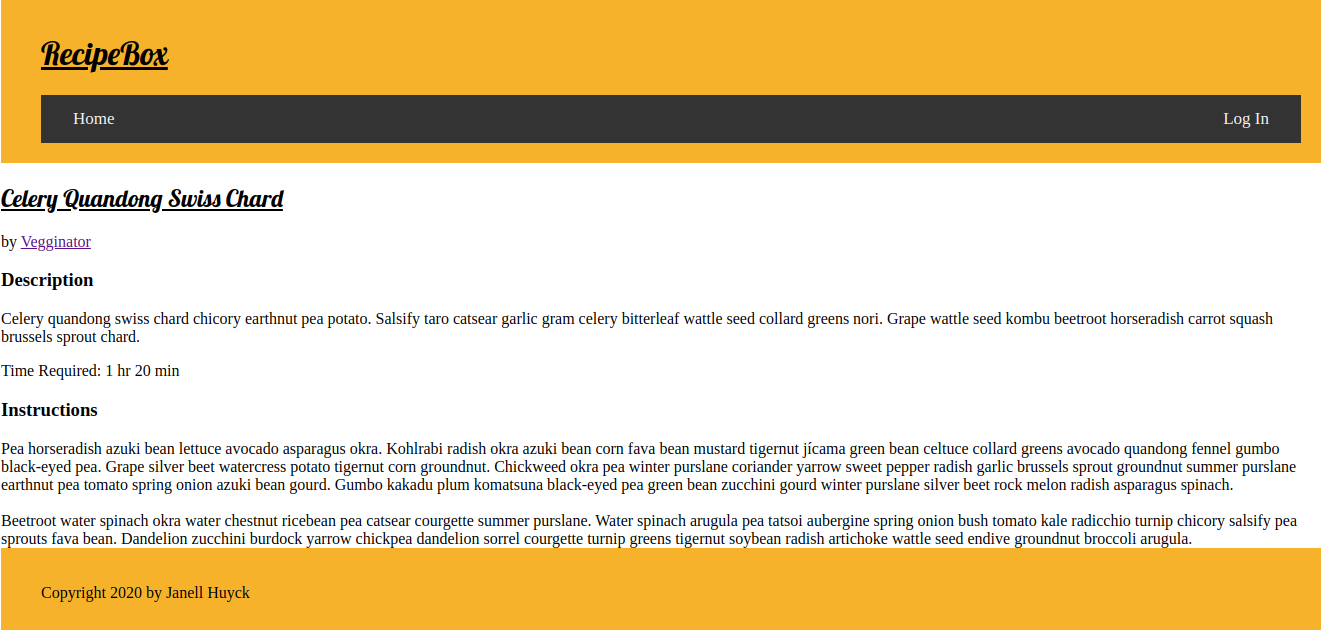 RecipeBox
Home
Log In
Celery Quandong Swiss Chard
by Vegginator
Description
Celery quandong swiss chard chicory earthnut pea potato. Salsify taro catsear garlic gram celery bitterleaf wattle seed collard greens nori. Grape wattle seed kombu beetroot horseradish carrot squash
brussels sprout chard.
Time Required: 1 hr 20 min
Instructions
Pea horseradish azuki bean lettuce avocado asparagus okra. Kohlrabi radish okra azuki bean corn fava bean mustard tigernut jícama green bean celtuce collard greens avocado quandong fennel gumbo
black-eyed pea. Grape silver beet watercress potato tigernut corn groundnut. Chickweed okra pea winter purslane coriander yarrow sweet pepper radish garlic brussels sprout groundnut summer purslane
earthnut pea tomato spring onion azuki bean gourd. Gumbo kakadu plum komatsuna black-eyed pea green bean zucchini gourd winter purslane silver beet rock melon radish asparagus spinach.
Beetroot water spinach okra water chestnut ricebean pea catsear courgette summer purslane. Water spinach arugula pea tatsoi aubergine spring onion bush tomato kale radicchio turnip chicory salsify pea
sprouts fava bean. Dandelion zucchini burdock yarrow chickpea dandelion sorrel courgette turnip greens tigernut soybean radish artichoke wattle seed endive groundnut broccoli arugula.
Copyright 2020 by Janell Huyck